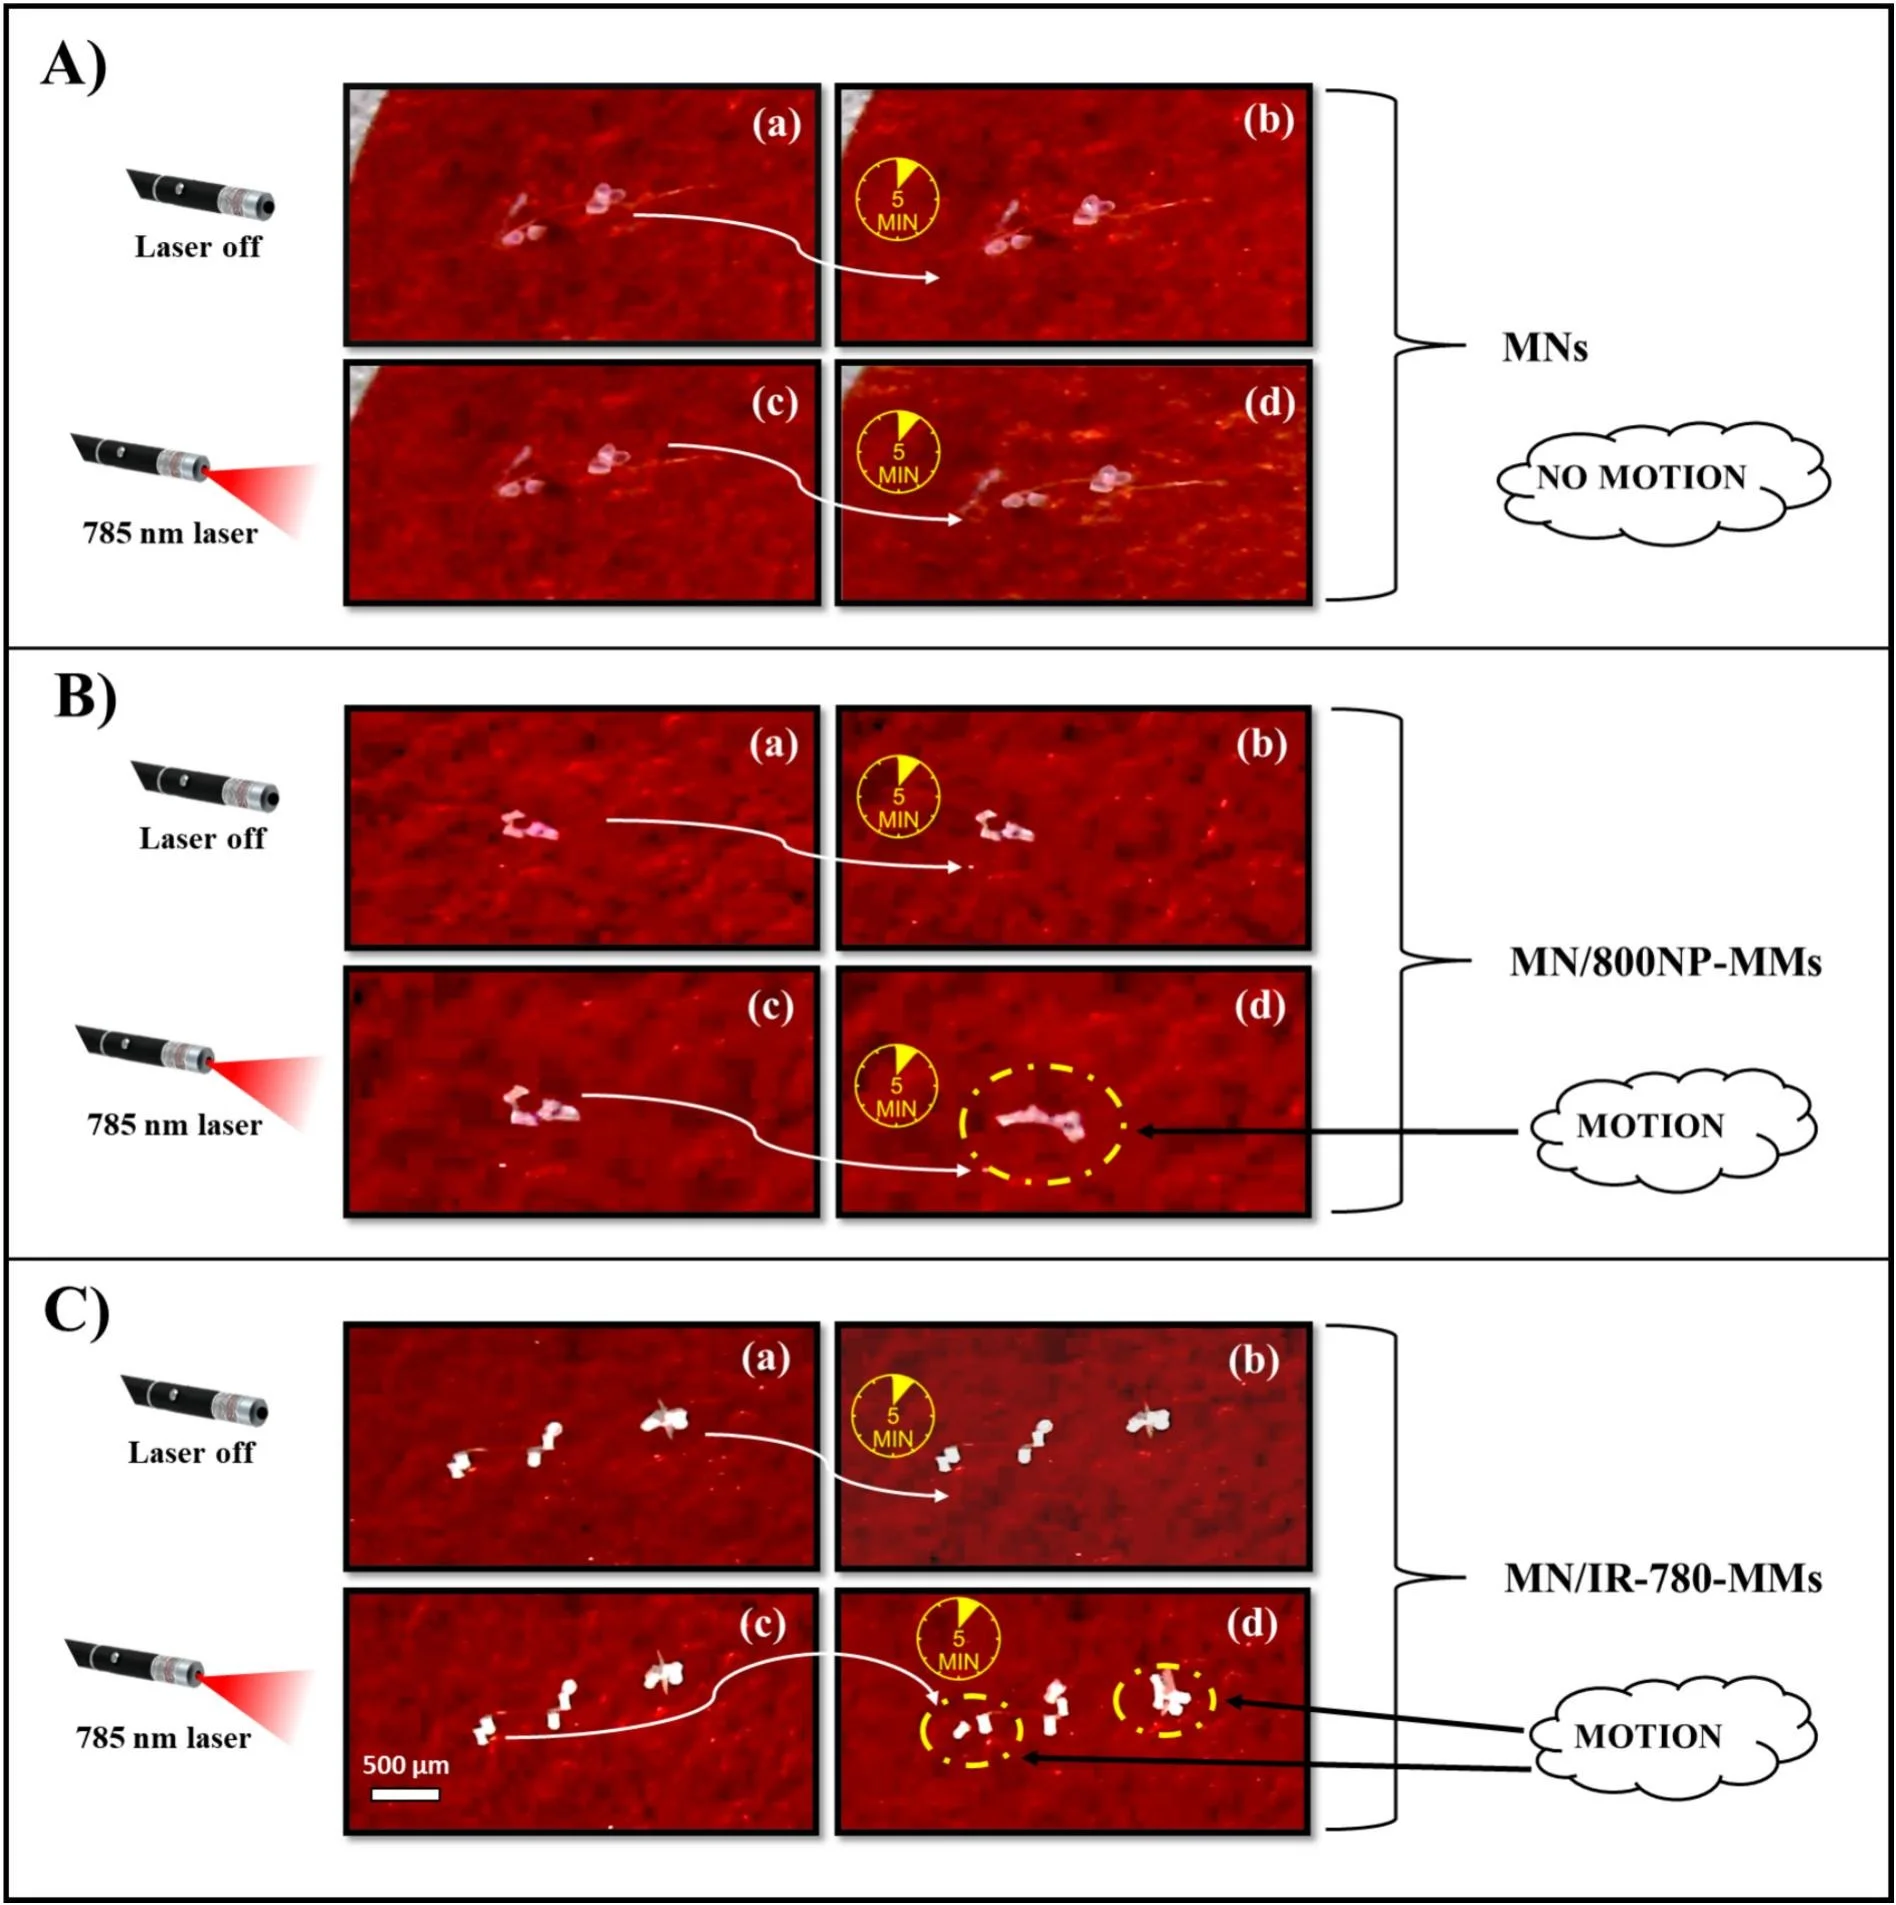 A)
(a)
(b)
5
MIN
Laser off
(c)
(d)
5
MIN
785 nm laser
MNs
NO MOTION
B)
(a)
(b)
5
MIN
Laser off
(c)
(d)
5
MIN
785 nm laser
MN/800NP-MMs
MOTION
C)
(a)
(b)
5
MIN
Laser off
(c)
(d)
5
MIN
785 nm laser
500 µm
MN/IR-780-MMs
MOTION